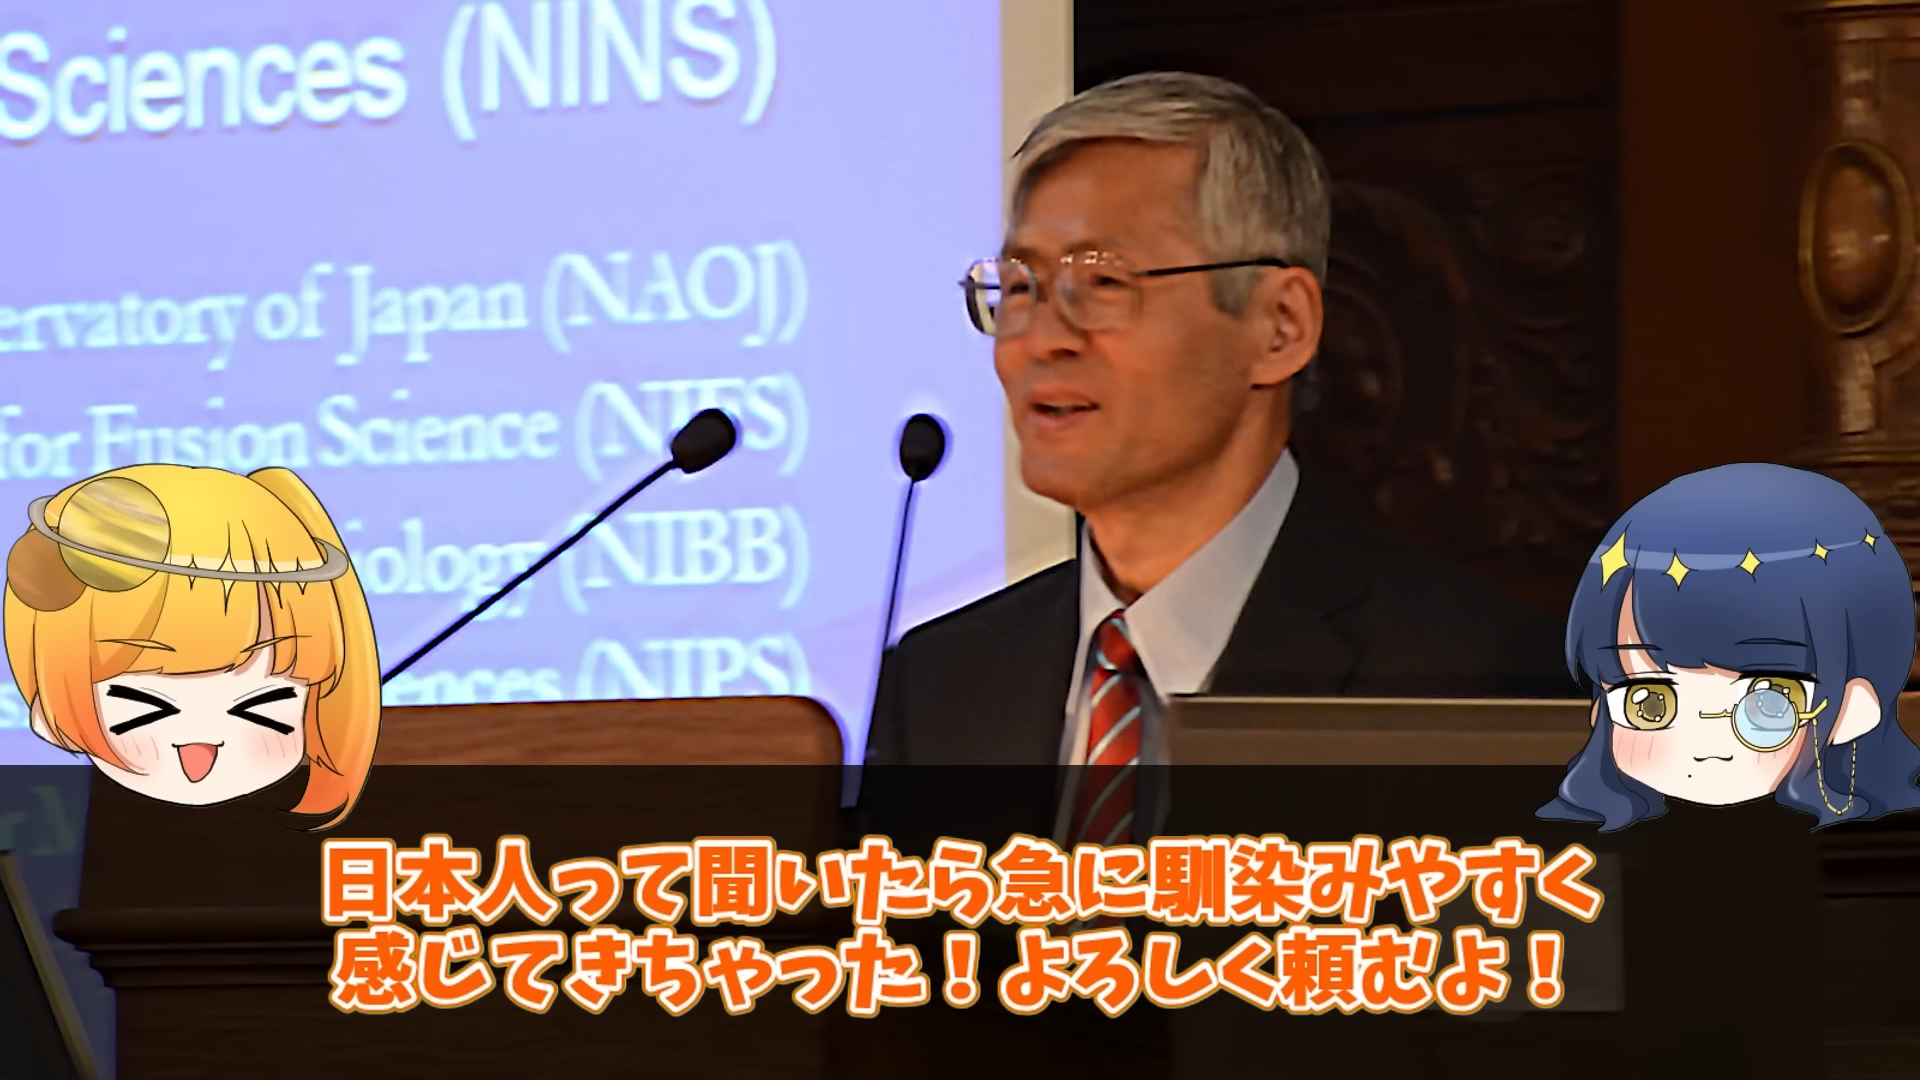 Sciences (NINS)
ervatory of Japan (NAOJ)
for Fusion Science (NIFS)
iology (NIBB)
ences (NIPS)
日本人って聞いたら急に馴染みやすく
感じてきちゃった！よろしく頼むよ！